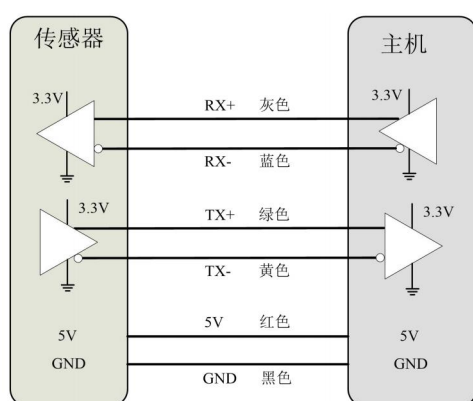 传感器
主机
3.3V
3.3V
RX+ 灰色
RX- 蓝色
3.3V
3.3V
TX+ 绿色
TX- 黄色
5V
5V 红色
5V
GND
GND 黑色
GND